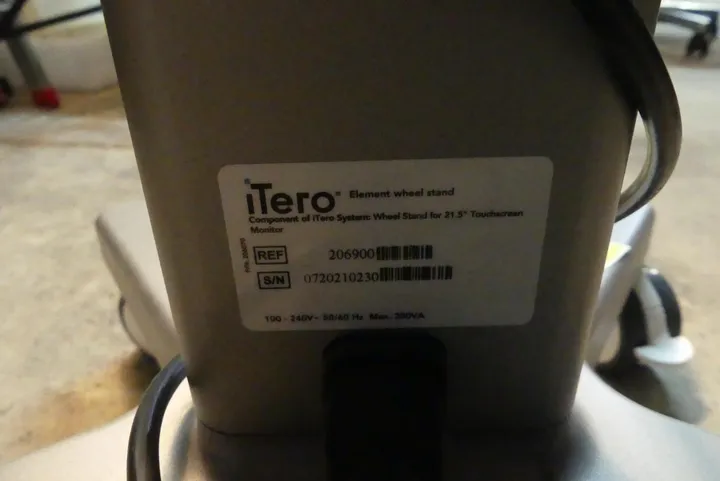 iTero™ Element wheel stand
Component of iTero System: Wheel Stand for 21.5" Touchscreen
Monitor
REF 206900
S/N 0720210230
100 - 240V~ 50/60 Hz Max. 200VA